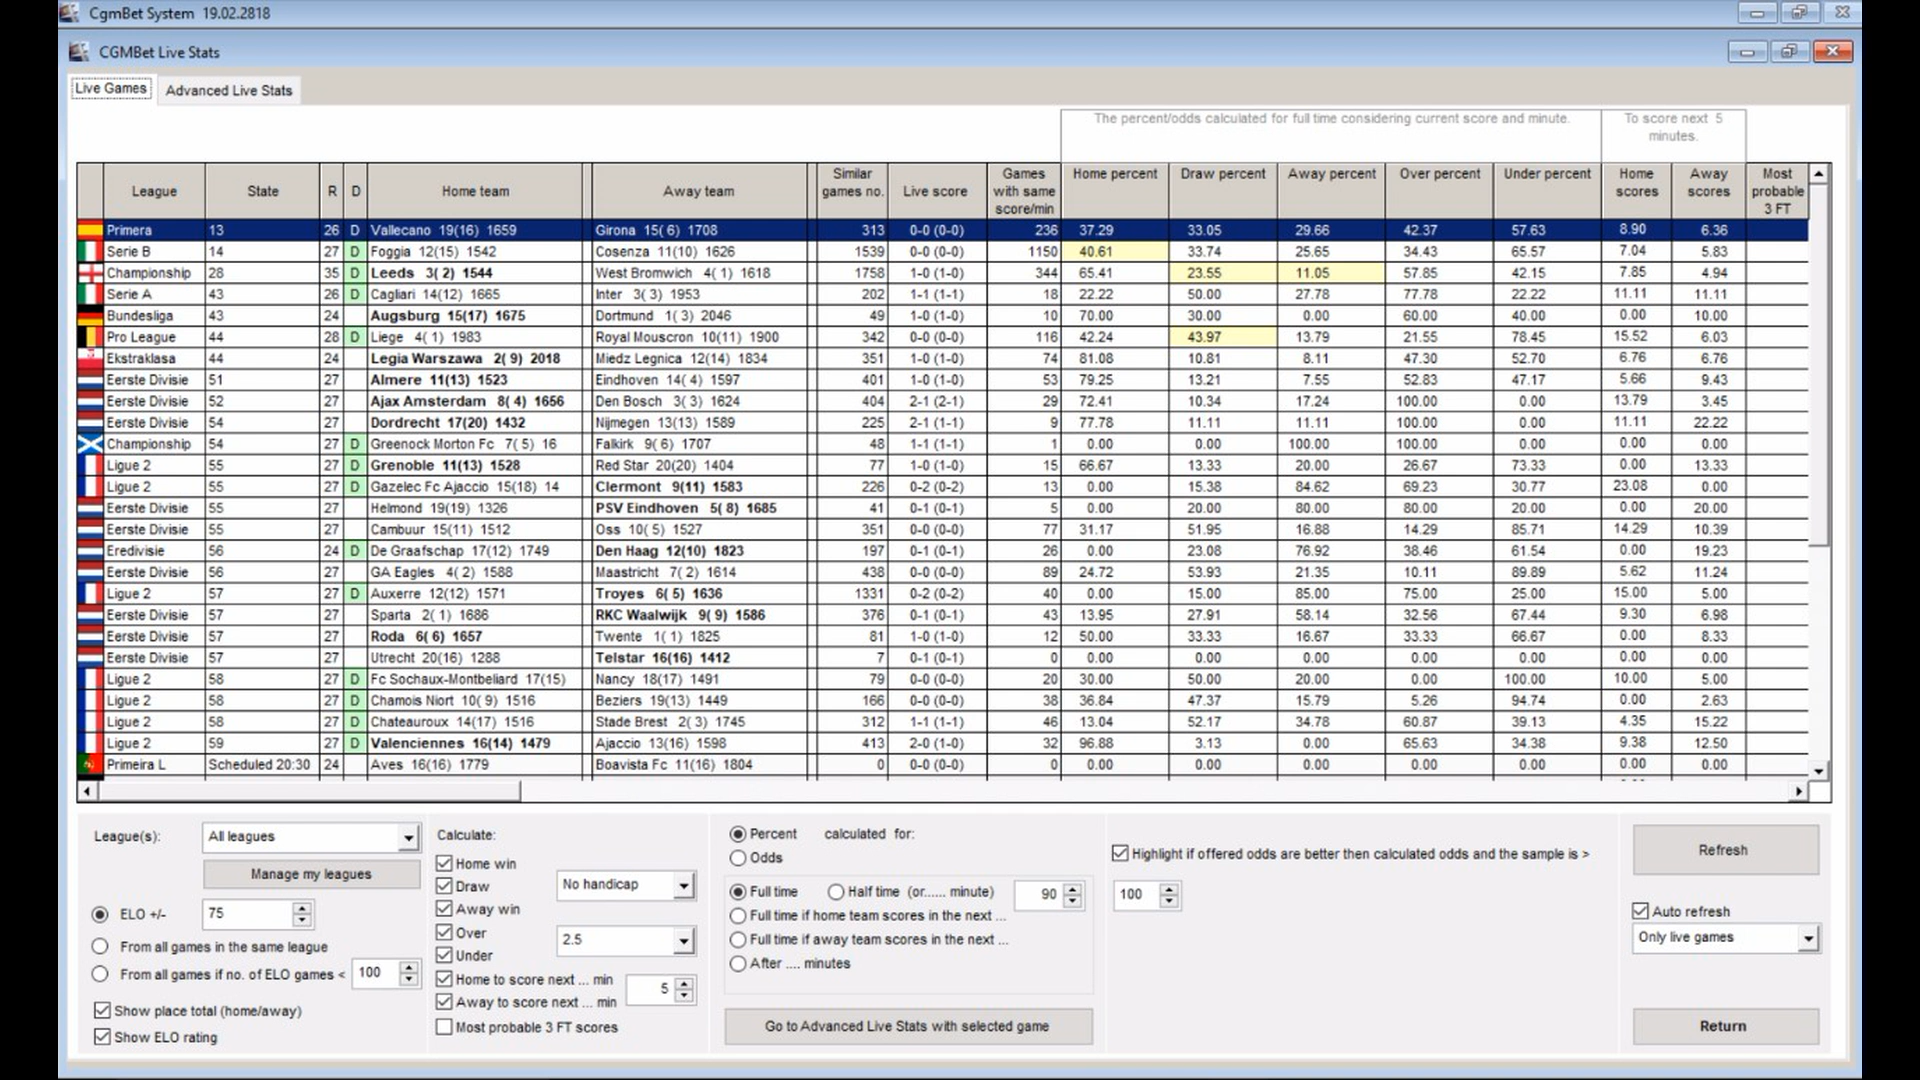 CgmBet System 19.02.2818
CGMBet Live Stats
Live Games Advanced Live Stats
The percent/odds calculated for full time considering current score and minute. To score next 5 minutes.
League State R D Home team Away team Similar games no. Live score Games with same score/min Home percent Draw percent Away percent Over percent Under percent Home scores Away scores Most probable 3 FT
Primera 13 26 D Vallecano 19(16) 1659 Girona 15( 6) 1708 313 0-0 (0-0) 236 37.29 33.05 29.66 42.37 57.63 8.90 6.36
Serie B 14 27 D Foggia 12(15) 1542 Cosenza 11(10) 1626 1539 0-0 (0-0) 1150 40.61 33.74 25.65 34.43 65.57 7.04 5.83
Championship 28 35 D Leeds 3( 2) 1544 West Bromwich 4( 1) 1618 1758 1-0 (1-0) 344 65.41 23.55 11.05 57.85 42.15 7.85 4.94
Serie A 43 26 D Cagliari 14(12) 1665 Inter 3( 3) 1953 202 1-1 (1-1) 18 22.22 50.00 27.78 77.78 22.22 11.11 11.11
Bundesliga 43 24 Augsburg 15(17) 1675 Dortmund 1( 3) 2046 49 1-0 (1-0) 10 70.00 30.00 0.00 60.00 40.00 0.00 10.00
Pro League 44 28 D Liege 4( 1) 1983 Royal Mouscron 10(11) 1900 342 0-0 (0-0) 116 42.24 43.97 13.79 21.55 78.45 15.52 6.03
Ekstraklasa 44 24 Legia Warszawa 2( 9) 2018 Miedz Legnica 12(14) 1834 351 1-0 (1-0) 74 81.08 10.81 8.11 47.30 52.70 6.76 6.76
Eerste Divisie 51 27 Almere 11(13) 1523 Eindhoven 14( 4) 1597 401 1-0 (1-0) 53 79.25 13.21 7.55 52.83 47.17 5.66 9.43
Eerste Divisie 52 27 Ajax Amsterdam 8( 4) 1656 Den Bosch 3( 3) 1624 404 2-1 (2-1) 29 72.41 10.34 17.24 100.00 0.00 13.79 3.45
Eerste Divisie 54 27 Dordrecht 17(20) 1432 Nijmegen 13(13) 1589 225 2-1 (1-1) 9 77.78 11.11 11.11 100.00 0.00 11.11 22.22
Championship 54 27 D Greenock Morton Fc 7( 5) 16 Falkirk 9( 6) 1707 48 1-1 (1-1) 1 0.00 0.00 100.00 100.00 0.00 0.00 0.00
Ligue 2 55 27 D Grenoble 11(13) 1528 Red Star 20(20) 1404 77 1-0 (1-0) 15 66.67 13.33 20.00 26.67 73.33 0.00 13.33
Ligue 2 55 27 D Gazelec Fc Ajaccio 15(18) 14 Clermont 9(11) 1583 226 0-2 (0-2) 13 0.00 15.38 84.62 69.23 30.77 23.08 0.00
Eerste Divisie 55 27 Helmond 19(19) 1326 PSV Eindhoven 5( 8) 1685 41 0-1 (0-1) 5 0.00 20.00 80.00 80.00 20.00 0.00 20.00
Eerste Divisie 55 27 Cambuur 15(11) 1512 Oss 10( 5) 1527 351 0-0 (0-0) 77 31.17 51.95 16.88 14.29 85.71 14.29 10.39
Eredivisie 56 24 D De Graafschap 17(12) 1749 Den Haag 12(10) 1823 197 0-1 (0-1) 26 0.00 23.08 76.92 38.46 61.54 0.00 19.23
Eerste Divisie 56 27 GA Eagles 4( 2) 1588 Maastricht 7( 2) 1614 438 0-0 (0-0) 89 24.72 53.93 21.35 10.11 89.89 5.62 11.24
Ligue 2 57 27 D Auxerre 12(12) 1571 Troyes 6( 5) 1636 1331 0-2 (0-2) 40 0.00 15.00 85.00 75.00 25.00 15.00 5.00
Eerste Divisie 57 27 Sparta 2( 1) 1686 RKC Waalwijk 9( 9) 1586 376 0-1 (0-1) 43 13.95 27.91 58.14 32.56 67.44 9.30 6.98
Eerste Divisie 57 27 Roda 6( 6) 1657 Twente 1( 1) 1825 81 1-0 (1-0) 12 50.00 33.33 16.67 33.33 66.67 0.00 8.33
Eerste Divisie 57 27 Utrecht 20(16) 1288 Telstar 16(16) 1412 7 0-1 (0-1) 0 0.00 0.00 0.00 0.00 0.00 0.00 0.00
Ligue 2 58 27 D Fc Sochaux-Montbeliard 17(15) Nancy 18(17) 1491 79 0-0 (0-0) 20 30.00 50.00 20.00 0.00 100.00 10.00 5.00
Ligue 2 58 27 D Chamois Niort 10( 9) 1516 Beziers 19(13) 1449 166 0-0 (0-0) 38 36.84 47.37 15.79 5.26 94.74 0.00 2.63
Ligue 2 58 27 D Chateauroux 14(17) 1516 Stade Brest 2( 3) 1745 312 1-1 (1-1) 46 13.04 52.17 34.78 60.87 39.13 4.35 15.22
Ligue 2 59 27 D Valenciennes 16(14) 1479 Ajaccio 13(16) 1598 413 2-0 (1-0) 32 96.88 3.13 0.00 65.63 34.38 9.38 12.50
Primeira L Scheduled 20:30 24 Aves 16(16) 1779 Boavista Fc 11(16) 1804 0 0-0 (0-0) 0 0.00 0.00 0.00 0.00 0.00 0.00 0.00
League(s): All leagues
Manage my leagues
ELO +/- 75
From all games in the same league
From all games if no. of ELO games < 100
Show place total (home/away)
Show ELO rating
Calculate:
Home win
Draw No handicap
Away win
Over 2.5
Under
Home to score next ... min 5
Away to score next ... min
Most probable 3 FT scores
Percent calculated for:
Odds
Full time Half time (or...... minute) 90
Full time if home team scores in the next ...
Full time if away team scores in the next ...
After .... minutes
Go to Advanced Live Stats with selected game
Highlight if offered odds are better then calculated odds and the sample is >
100
Refresh
Auto refresh
Only live games
Return